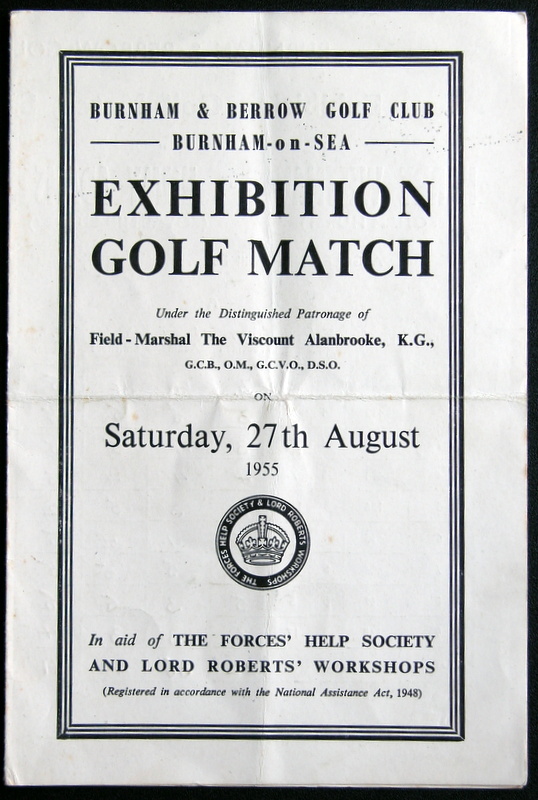 BURNHAM & BERROW GOLF CLUB
BURNHAM-on-SEA
EXHIBITION
GOLF MATCH
Under the Distinguished Patronage of
Field-Marshal The Viscount Alanbrooke, K.G.,
G.C.B., O.M., G.C.V.O., D.S.O.
ON
Saturday, 27th August
1955
THE FORCES HELP SOCIETY & LORD ROBERTS WORKSHOPS
In aid of THE FORCES' HELP SOCIETY
AND LORD ROBERTS' WORKSHOPS
(Registered in accordance with the National Assistance Act, 1948)